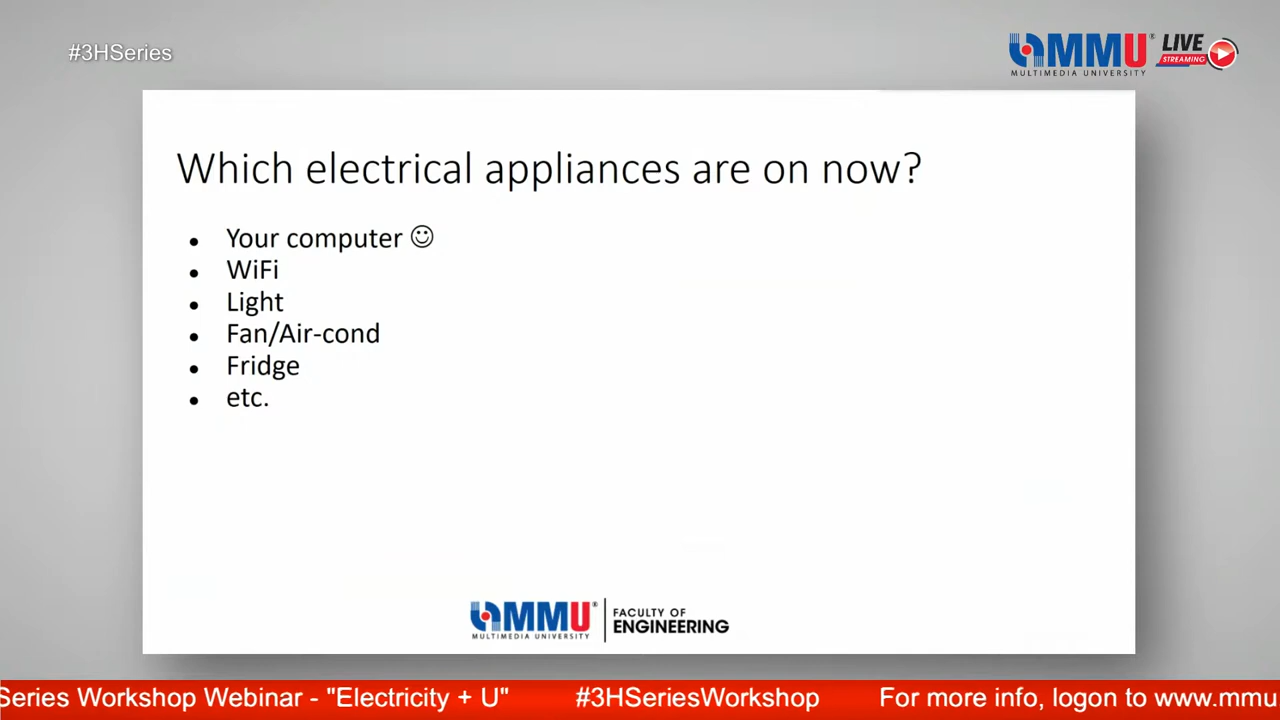 #3HSeries
MMU® LIVE
MULTIMEDIA UNIVERSITY STREAMING
Which electrical appliances are on now?
• Your computer ☺
• WiFi
• Light
• Fan/Air-cond
• Fridge
• etc.
MMU® FACULTY OF
MULTIMEDIA UNIVERSITY ENGINEERING
Series Workshop Webinar - "Electricity + U" #3HSeriesWorkshop For more info, logon to www.mmu